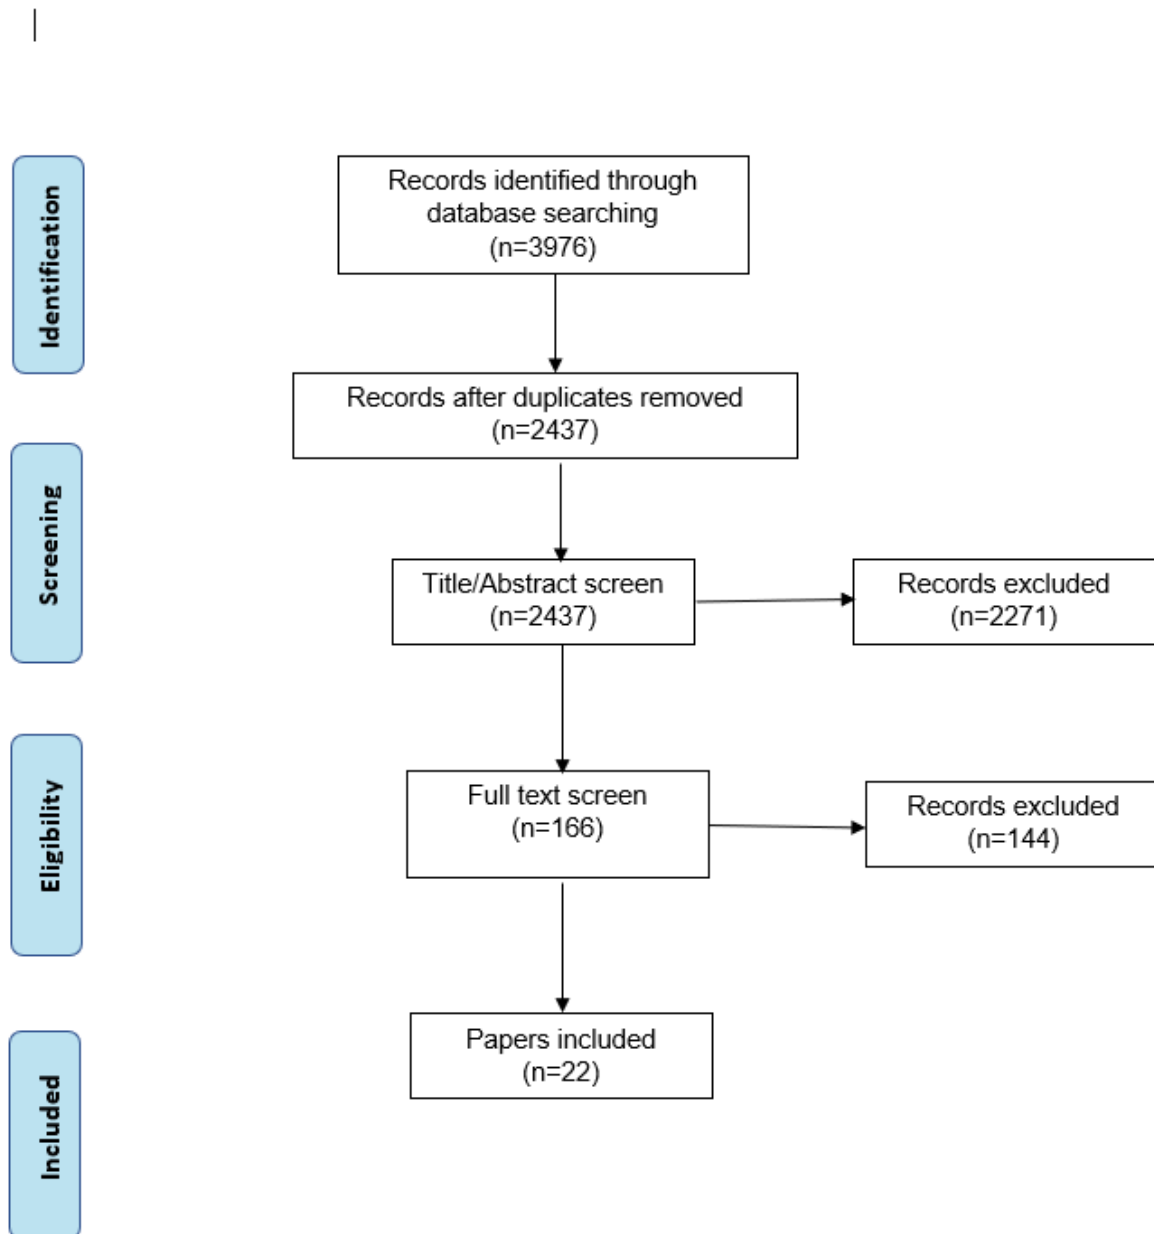 Identification
Records identified through
database searching
(n=3976)
Records after duplicates removed
(n=2437)
Screening
Title/Abstract screen
(n=2437)
Records excluded
(n=2271)
Eligibility
Full text screen
(n=166)
Records excluded
(n=144)
Included
Papers included
(n=22)